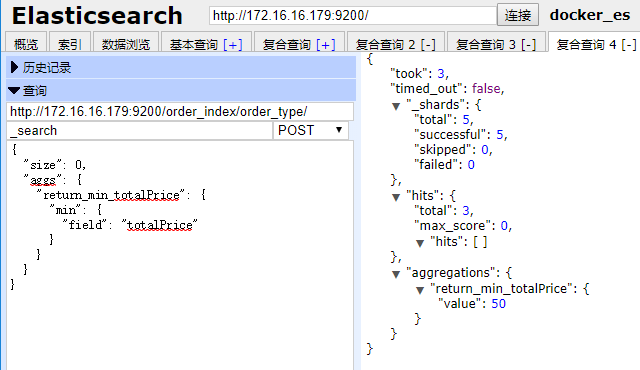 Elasticsearch http://172.16.16.179:9200/ 连接 docker_es
概览 索引 数据浏览 基本查询 [+] 复合查询 [+] 复合查询 2 [-] 复合查询 3 [-] 复合查询 4 [-]
历史记录
查询
http://172.16.16.179:9200/order_index/order_type/
_search POST
{
"size": 0,
"aggs": {
"return_min_totalPrice": {
"min": {
"field": "totalPrice"
}
}
}
}
{
"took": 3,
"timed_out": false,
"_shards": {
"total": 5,
"successful": 5,
"skipped": 0,
"failed": 0
},
"hits": {
"total": 3,
"max_score": 0,
"hits": [ ]
},
"aggregations": {
"return_min_totalPrice": {
"value": 50
}
}
}